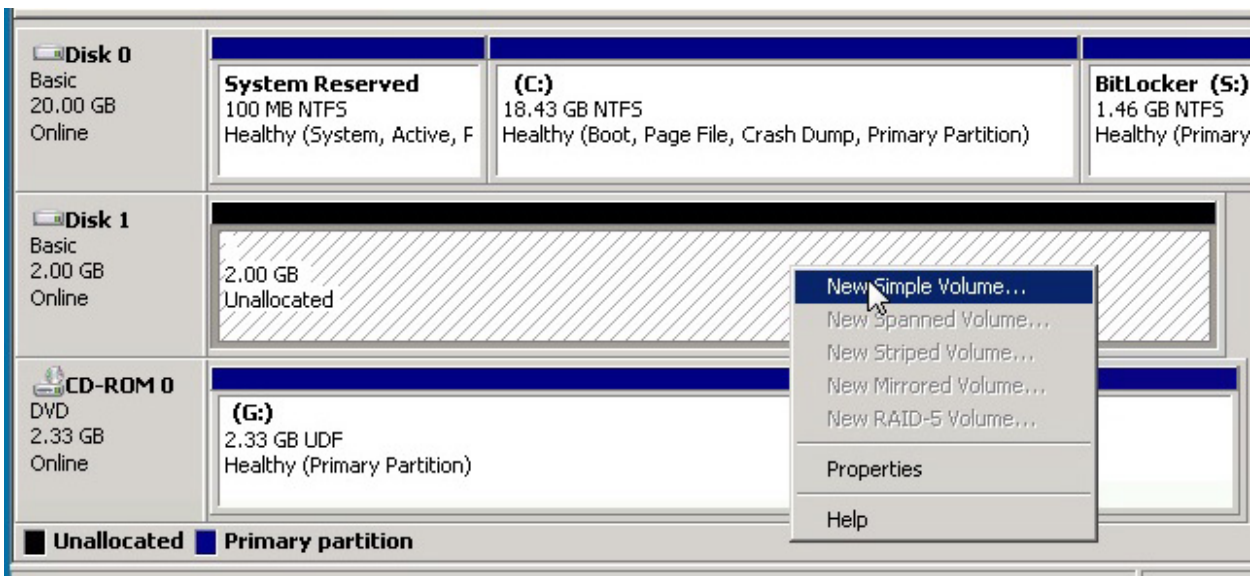 Disk 0
Basic
20.00 GB
Online
System Reserved
100 MB NTFS
Healthy (System, Active, P
(C:)
18.43 GB NTFS
Healthy (Boot, Page File, Crash Dump, Primary Partition)
BitLocker (S:)
1.46 GB NTFS
Healthy (Primary
Disk 1
Basic
2.00 GB
Online
2.00 GB
Unallocated
New Simple Volume...
New Spanned Volume...
New Striped Volume...
New Mirrored Volume...
New RAID-5 Volume...
Properties
Help
CD-ROM 0
DVD
2.33 GB
Online
(G:)
2.33 GB UDF
Healthy (Primary Partition)
Unallocated Primary partition